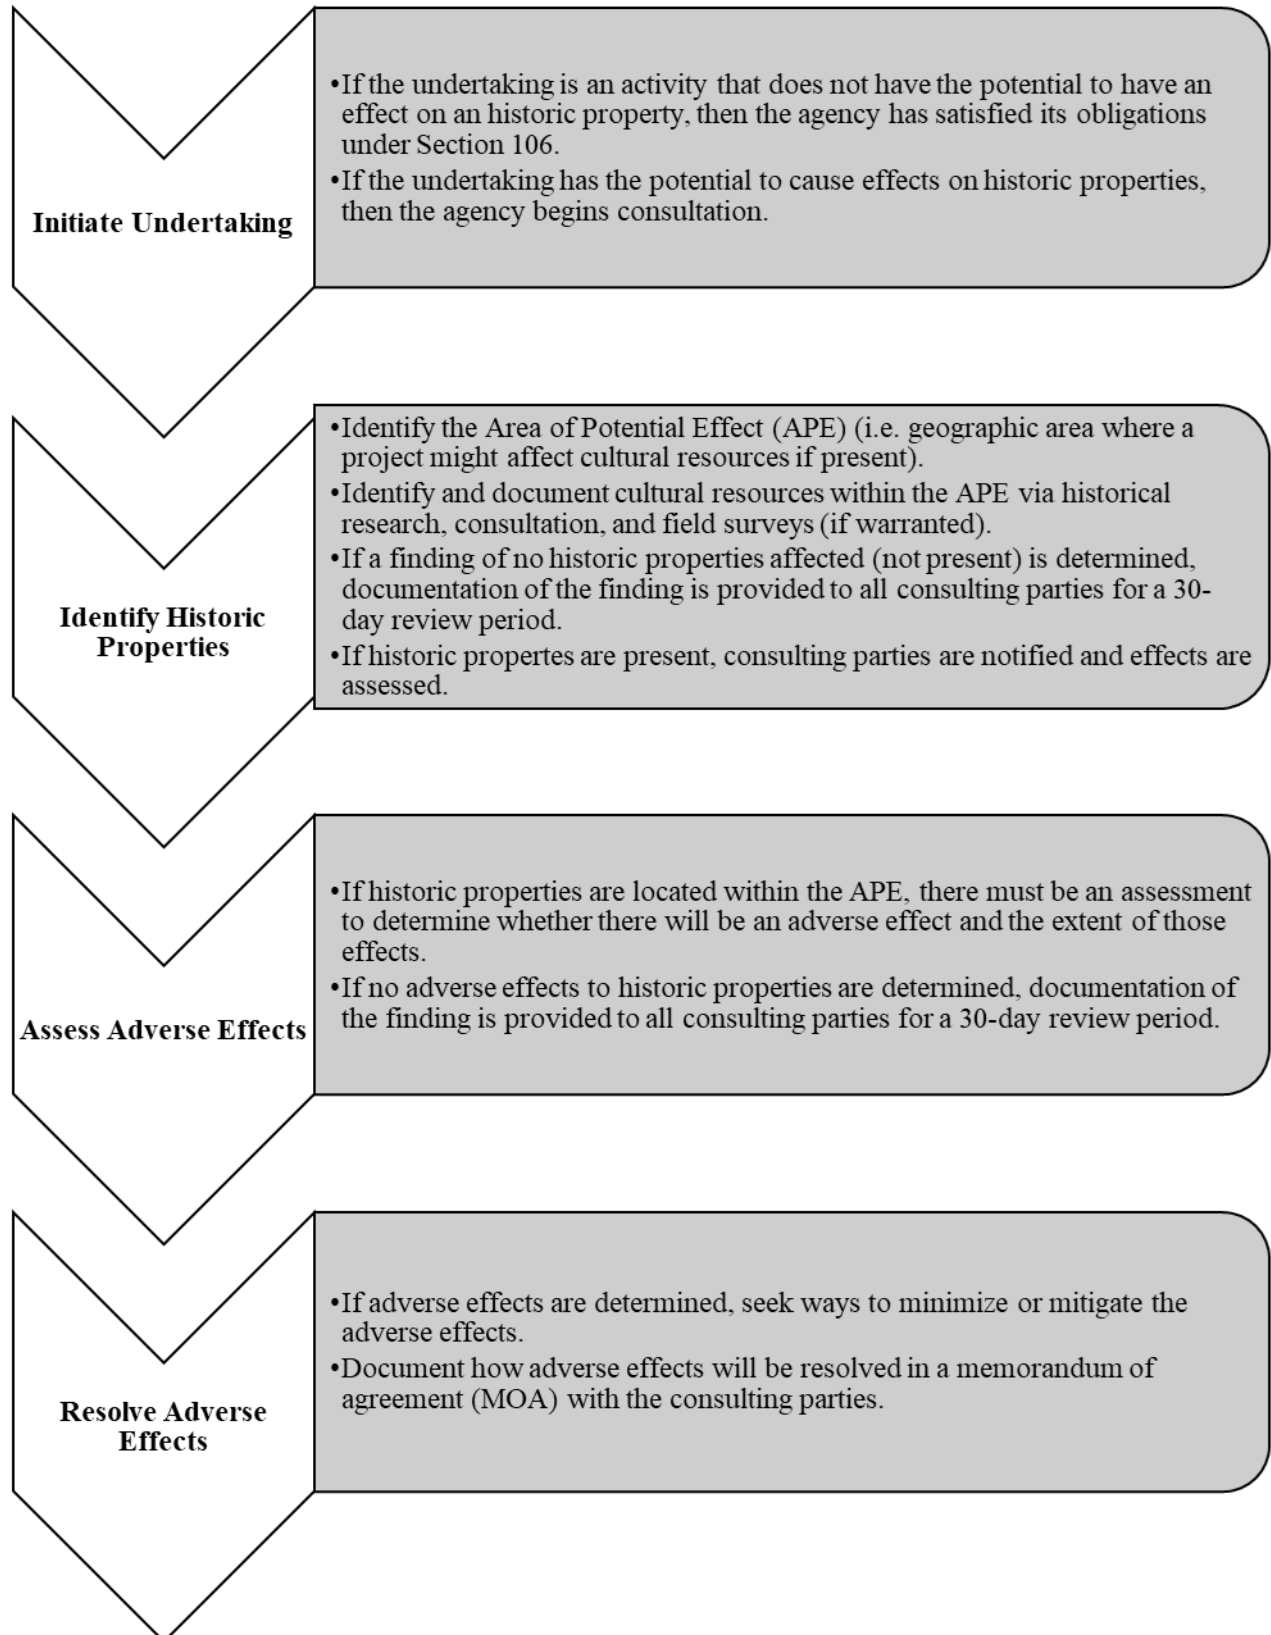 Initiate Undertaking
•If the undertaking is an activity that does not have the potential to have an
effect on an historic property, then the agency has satisfied its obligations
under Section 106.
•If the undertaking has the potential to cause effects on historic properties,
then the agency begins consultation.
Identify Historic
Properties
•Identify the Area of Potential Effect (APE) (i.e. geographic area where a
project might affect cultural resources if present).
•Identify and document cultural resources within the APE via historical
research, consultation, and field surveys (if warranted).
•If a finding of no historic properties affected (not present) is determined,
documentation of the finding is provided to all consulting parties for a 30-
day review period.
•If historic propertes are present, consulting parties are notified and effects are
assessed.
Assess Adverse Effects
•If historic properties are located within the APE, there must be an assessment
to determine whether there will be an adverse effect and the extent of those
effects.
•If no adverse effects to historic properties are determined, documentation of
the finding is provided to all consulting parties for a 30-day review period.
Resolve Adverse
Effects
•If adverse effects are determined, seek ways to minimize or mitigate the
adverse effects.
•Document how adverse effects will be resolved in a memorandum of
agreement (MOA) with the consulting parties.